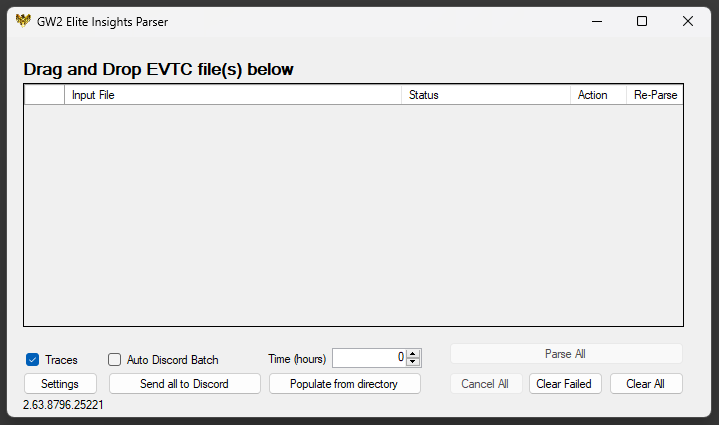 GW2 Elite Insights Parser
Drag and Drop EVTC file(s) below
Input File Status Action Re-Parse
Traces Auto Discord Batch Time (hours) 0 Parse All
Settings Send all to Discord Populate from directory Cancel All Clear Failed Clear All
2.63.8796.25221